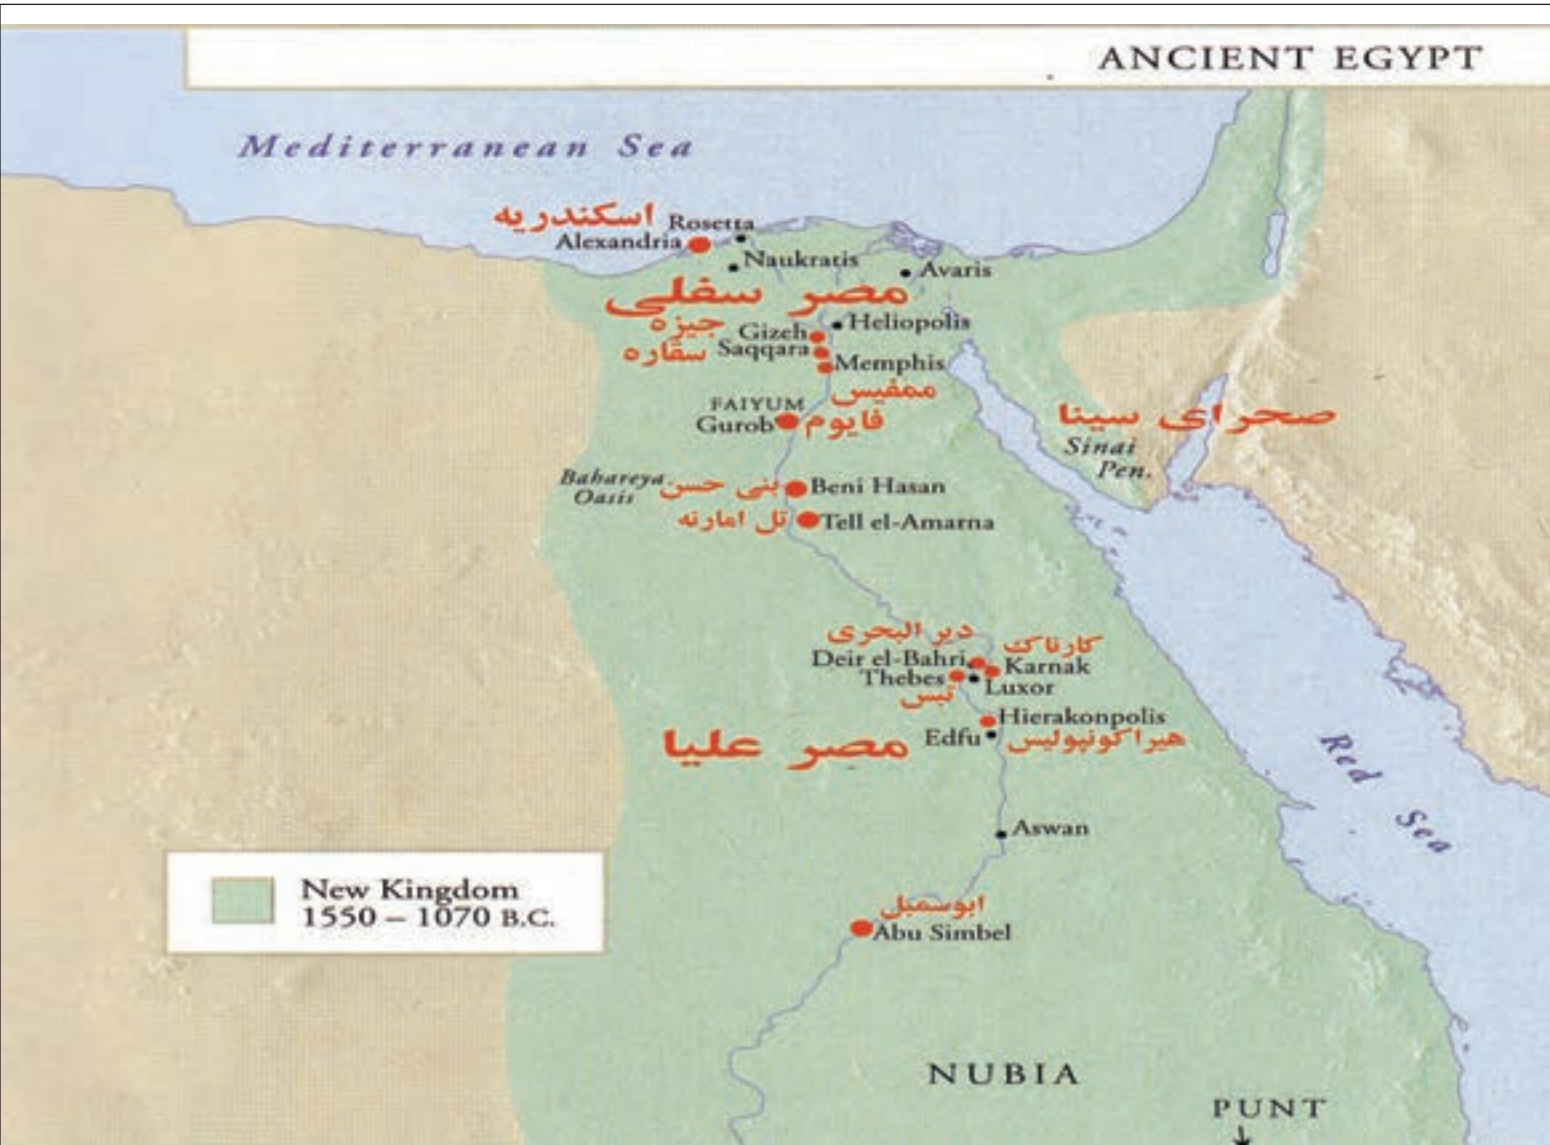 ANCIENT EGYPT
Mediterranean Sea
اسکندریه
Rosetta
Alexandria
Naukratis
Avaris
مصر سفلی
Heliopolis
جیزه
Gizeh
سقاره
Saqqara
Memphis
ممفیس
FAIYUM
Gurob
فایوم
صحرای سینا
Sinai
Pen.
Bahareya
Oasis
بنی حسن
Beni Hasan
تل امارنه
Tell el-Amarna
دیر البحری
Deir el-Bahri
کارناک
Karnak
Thebes
Luxor
تبس
Hierakonpolis
مصر علیا
Edfu
هیراکونپولیس
Red Sea
Aswan
New Kingdom
1550 – 1070 B.C.
ابوسمبل
Abu Simbel
NUBIA
PUNT